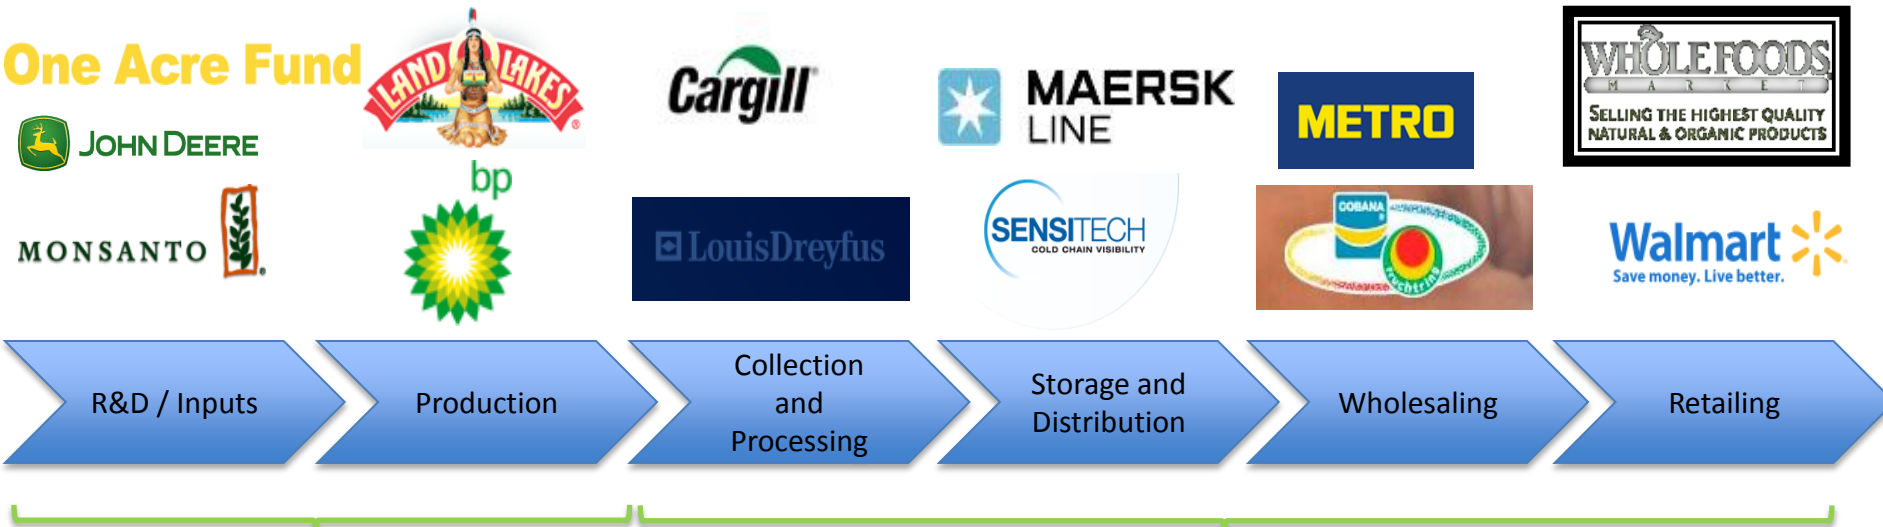 One Acre Fund
JOHN DEERE
MONSANTO
LAND O LAKES
bp
Cargill
LouisDreyfus
MAERSK
LINE
SENSITECH
COLD CHAIN VISIBILITY
METRO
COBANA
fruchtring
WHOLE FOODS
MARKET
SELLING THE HIGHEST QUALITY
NATURAL & ORGANIC PRODUCTS
Walmart
Save money. Live better.
R&D / Inputs
Production
Collection
and
Processing
Storage and
Distribution
Wholesaling
Retailing